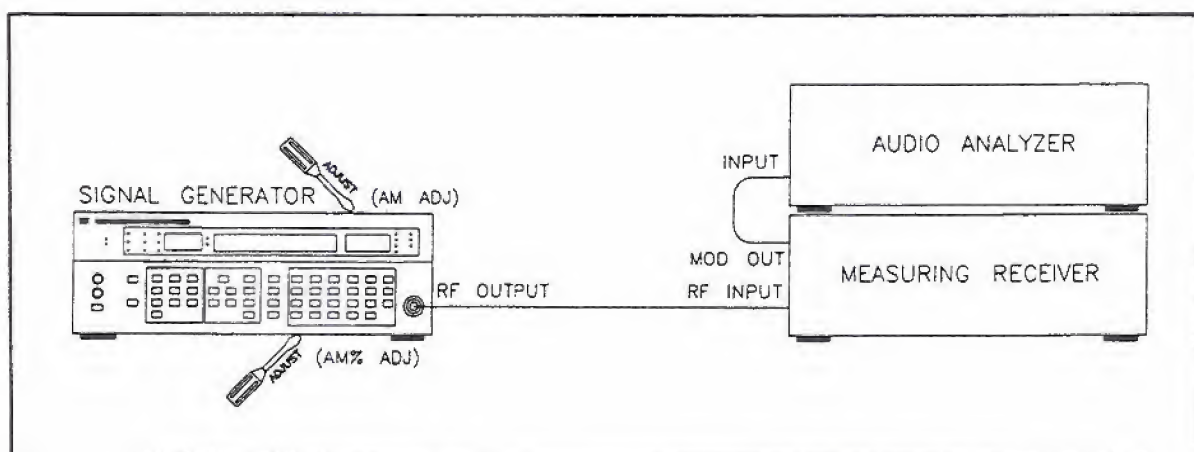 AUDIO ANALYZER
INPUT
ADJUST
SIGNAL GENERATOR
(AM ADJ)
MOD OUT
MEASURING RECEIVER
RF OUTPUT
RF INPUT
ADJUST
(AM% ADJ)